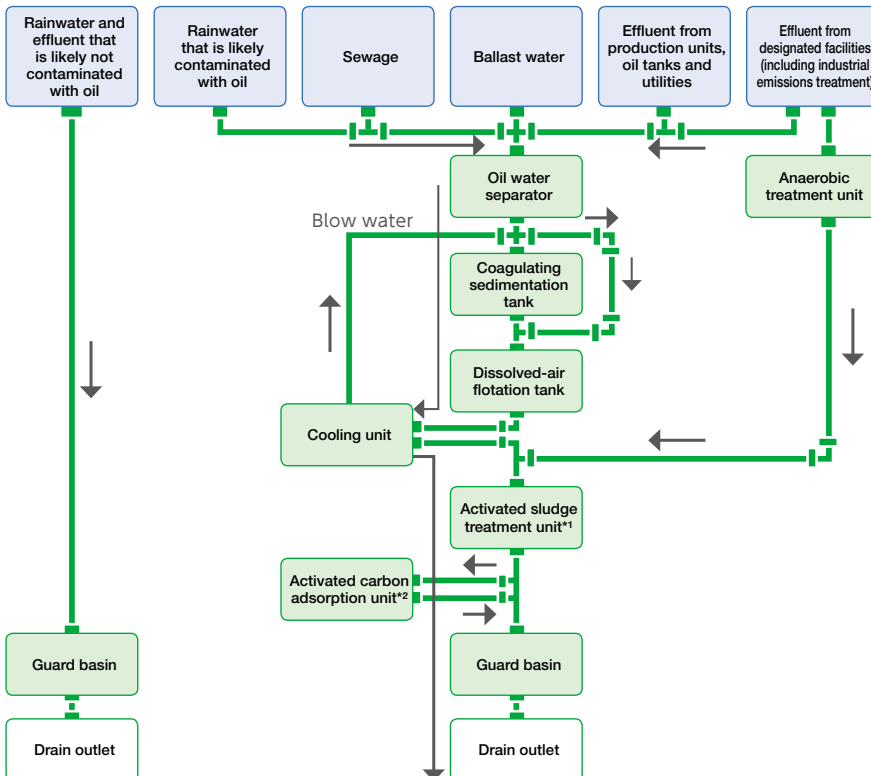 Rainwater and
effluent that
is likely not
contaminated
with oil
Rainwater
that is likely
contaminated
with oil
Sewage
Ballast water
Effluent from
production units,
oil tanks and
utilities
Effluent from
designated facilities
(including industrial
emissions treatment)
Oil water
separator
Anaerobic
treatment unit
Blow water
Coagulating
sedimentation
tank
Dissolved-air
flotation tank
Cooling unit
Activated sludge
treatment unit*1
Activated carbon
adsorption unit*2
Guard basin
Guard basin
Drain outlet
Drain outlet